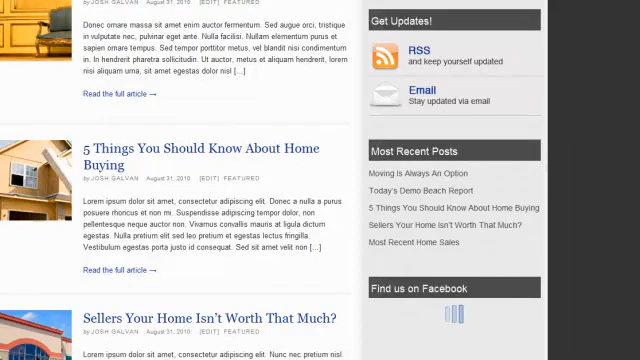 by JOSH GALVAN August 31, 2010 [EDIT] FEATURED
Donec ornare massa sit amet enim auctor fermentum. Sed augue orci, tristique
in vulputate nec, pulvinar eget ante. Nulla facilisi. Nullam elementum purus et
sapien ornare tempus. Sed tempor porttitor metus, vel blandit nisi condimentum
in. In hendrerit pharetra sollicitudin. Ut auctor, metus et aliquam hendrerit, lorem
nisi aliquam urna, sit amet egestas dolor nisl [...]
Read the full article →
5 Things You Should Know About Home
Buying
by JOSH GALVAN August 31, 2010 [EDIT] FEATURED
Lorem ipsum dolor sit amet, consectetur adipiscing elit. Donec a nulla a purus
posuere rhoncus et non mi. Suspendisse adipiscing tempor urna, non
pellentesque neque auctor non. Vivamus convallis mauris at ligula dictum
egestas. Nulla pretium elit sed leo pretium et egestas lectus fringilla.
Vestibulum egestas porta justo id consequat. Sed sit amet velit non [...]
Read the full article →
Sellers Your Home Isn't Worth That Much?
by JOSH GALVAN August 31, 2010 [EDIT] FEATURED
Lorem ipsum dolor sit amet, consectetur adipiscing elit. Donec a nulla a purus
Get Updates!
RSS
and keep yourself updated
Email
Stay updated via email
Most Recent Posts
Moving Is Always An Option
Today's Demo Beach Report
5 Things You Should Know About Home Buying
Sellers Your Home Isn't Worth That Much?
Most Recent Home Sales
Find us on Facebook